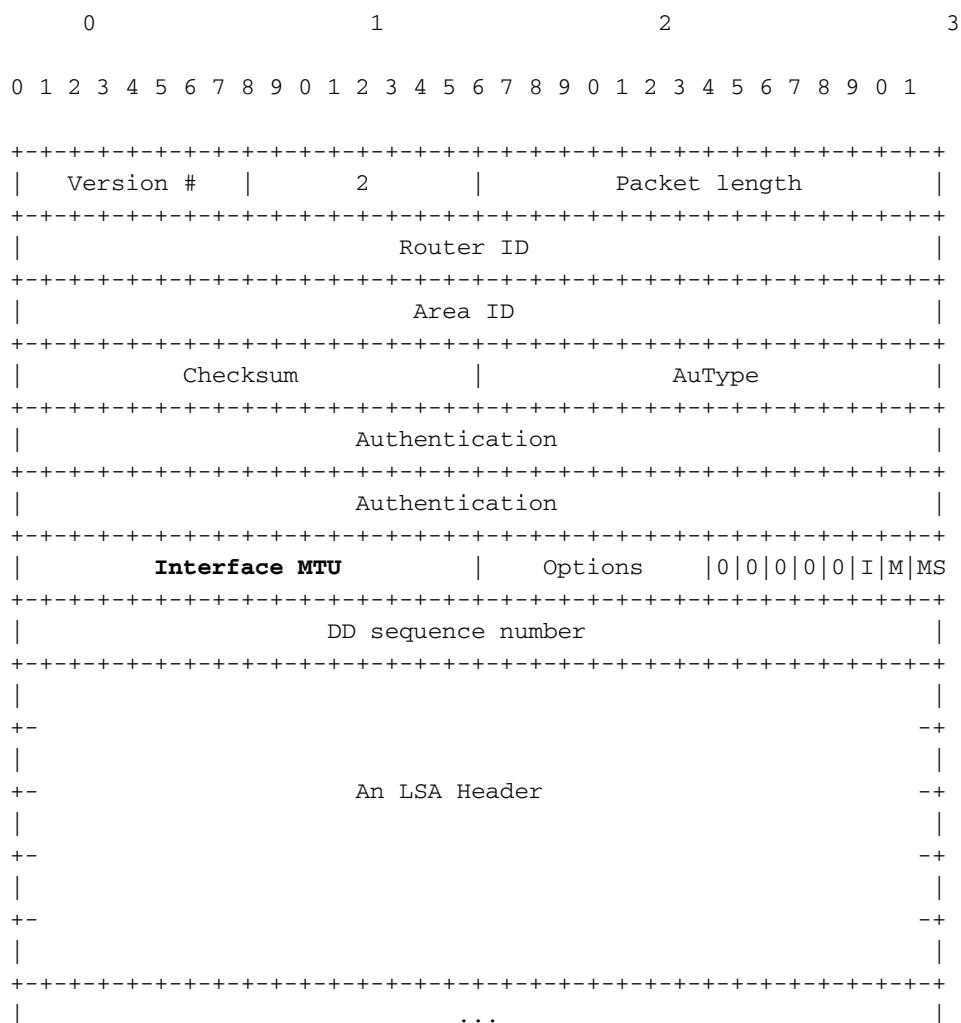 0 1 2 3
0 1 2 3 4 5 6 7 8 9 0 1 2 3 4 5 6 7 8 9 0 1 2 3 4 5 6 7 8 9 0 1
+-+-+-+-+-+-+-+-+-+-+-+-+-+-+-+-+-+-+-+-+-+-+-+-+-+-+-+-+-+-+-+-+
| Version # | 2 | Packet length |
+-+-+-+-+-+-+-+-+-+-+-+-+-+-+-+-+-+-+-+-+-+-+-+-+-+-+-+-+-+-+-+-+
| Router ID |
+-+-+-+-+-+-+-+-+-+-+-+-+-+-+-+-+-+-+-+-+-+-+-+-+-+-+-+-+-+-+-+-+
| Area ID |
+-+-+-+-+-+-+-+-+-+-+-+-+-+-+-+-+-+-+-+-+-+-+-+-+-+-+-+-+-+-+-+-+
| Checksum | AuType |
+-+-+-+-+-+-+-+-+-+-+-+-+-+-+-+-+-+-+-+-+-+-+-+-+-+-+-+-+-+-+-+-+
| Authentication |
+-+-+-+-+-+-+-+-+-+-+-+-+-+-+-+-+-+-+-+-+-+-+-+-+-+-+-+-+-+-+-+-+
| Authentication |
+-+-+-+-+-+-+-+-+-+-+-+-+-+-+-+-+-+-+-+-+-+-+-+-+-+-+-+-+-+-+-+-+
| Interface MTU | Options |0|0|0|0|0|I|M|MS
+-+-+-+-+-+-+-+-+-+-+-+-+-+-+-+-+-+-+-+-+-+-+-+-+-+-+-+-+-+-+-+-+
| DD sequence number |
+-+-+-+-+-+-+-+-+-+-+-+-+-+-+-+-+-+-+-+-+-+-+-+-+-+-+-+-+-+-+-+-+
| |
+- -+
| |
+- An LSA Header -+
| |
+- -+
| |
+- -+
| |
+-+-+-+-+-+-+-+-+-+-+-+-+-+-+-+-+-+-+-+-+-+-+-+-+-+-+-+-+-+-+-+-+
| ... |